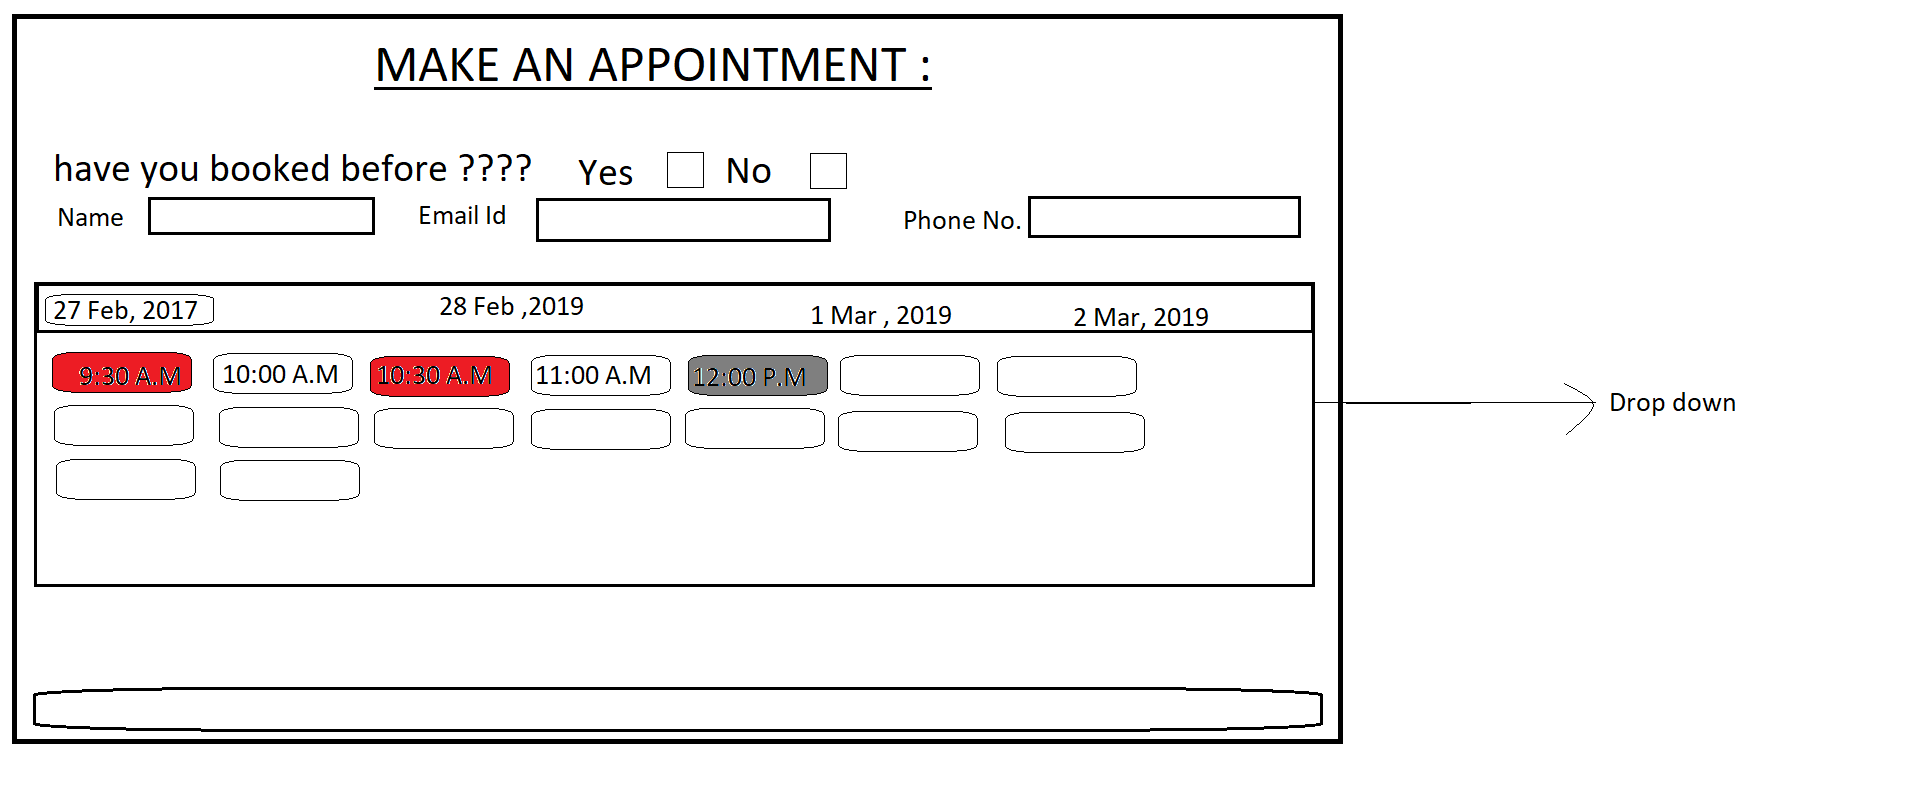 MAKE AN APPOINTMENT :
have you booked before ???? Yes No
Name Email Id Phone No.
27 Feb, 2017 28 Feb ,2019 1 Mar , 2019 2 Mar, 2019
9:30 A.M 10:00 A.M 10:30 A.M 11:00 A.M 12:00 P.M
Drop down